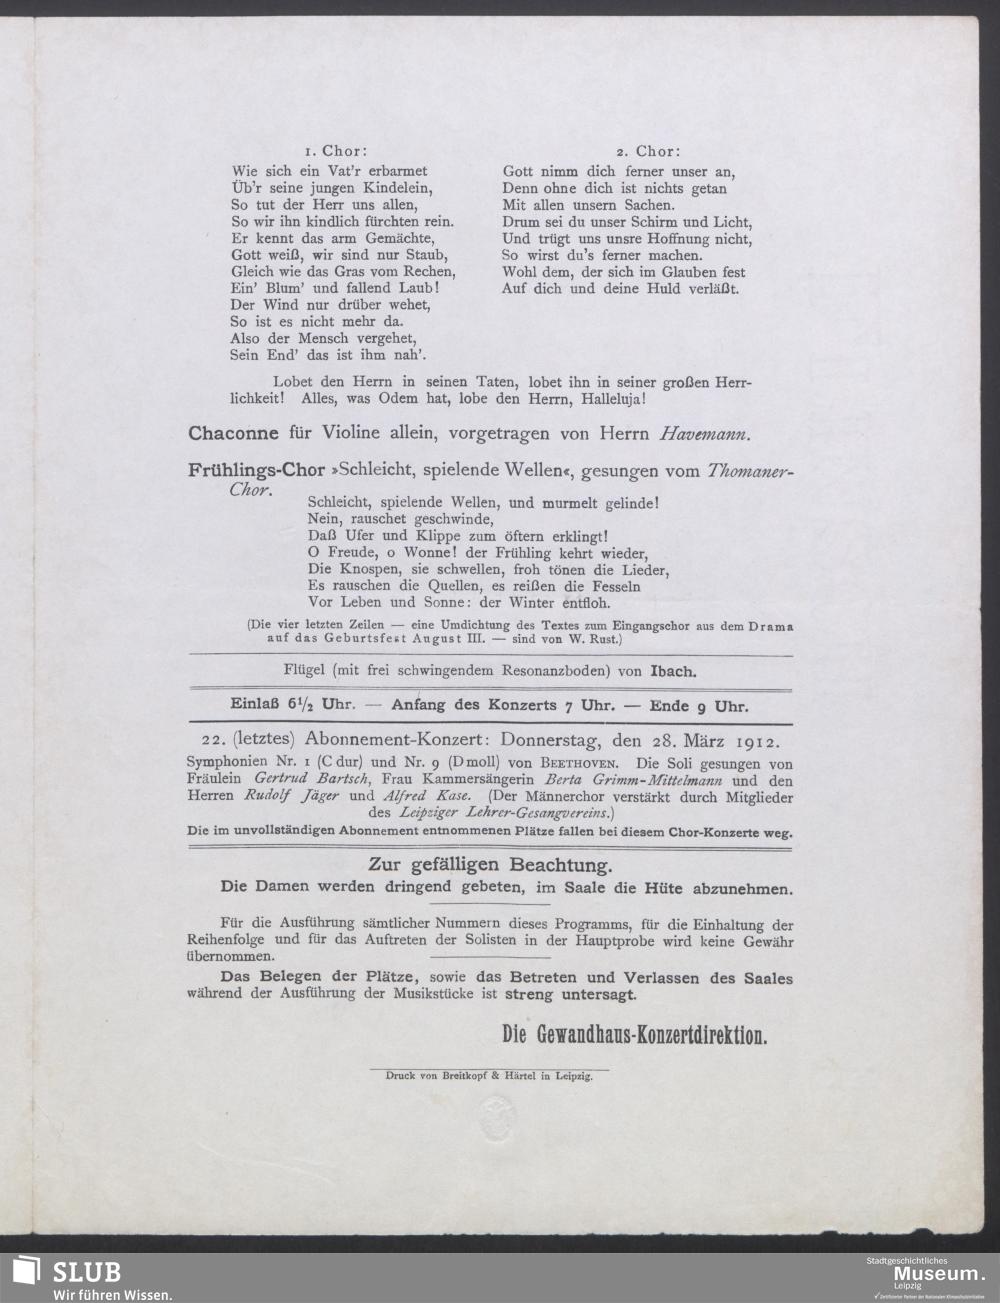 1. Chor:
Wie sich ein Vat'r erbarmet
Üb'r seine jungen Kindelein,
So tut der Herr uns allen,
So wir ihn kindlich fürchten rein.
Er kennt das arm Gemächte,
Gott weiß, wir sind nur Staub,
Gleich wie das Gras vom Rechen,
Ein' Blum' und fallend Laub!
Der Wind nur drüber wehet,
So ist es nicht mehr da.
Also der Mensch vergehet,
Sein End' das ist ihm nah'.
2. Chor:
Gott nimm dich ferner unser an,
Denn ohne dich ist nichts getan
Mit allen unsern Sachen.
Drum sei du unser Schirm und Licht,
Und trügt uns unsre Hoffnung nicht,
So wirst du's ferner machen.
Wohl dem, der sich im Glauben fest
Auf dich und deine Huld verläßt.
Lobet den Herrn in seinen Taten, lobet ihn in seiner großen Herr-
lichkeit! Alles, was Odem hat, lobe den Herrn, Halleluja!
Chaconne für Violine allein, vorgetragen von Herrn Havemann.
Frühlings-Chor »Schleicht, spielende Wellen«, gesungen vom Thomaner-
Chor.
Schleicht, spielende Wellen, und murmelt gelinde!
Nein, rauschet geschwinde,
Daß Ufer und Klippe zum öftern erklingt!
O Freude, o Wonne! der Frühling kehrt wieder,
Die Knospen, sie schwellen, froh tönen die Lieder,
Es rauschen die Quellen, es reißen die Fesseln
Vor Leben und Sonne: der Winter entfloh.
(Die vier letzten Zeilen — eine Umdichtung des Textes zum Eingangschor aus dem Drama
auf das Geburtsfest August III. — sind von W. Rust.)
Flügel (mit frei schwingendem Resonanzboden) von Ibach.
Einlaß 6½ Uhr. — Anfang des Konzerts 7 Uhr. — Ende 9 Uhr.
22. (letztes) Abonnement-Konzert: Donnerstag, den 28. März 1912.
Symphonien Nr. 1 (C dur) und Nr. 9 (D moll) von BEETHOVEN. Die Soli gesungen von
Fräulein Gertrud Bartsch, Frau Kammersängerin Berta Grimm-Mittelmann und den
Herren Rudolf Jäger und Alfred Kase. (Der Männerchor verstärkt durch Mitglieder
des Leipziger Lehrer-Gesangvereins.)
Die im unvollständigen Abonnement entnommenen Plätze fallen bei diesem Chor-Konzerte weg.
Zur gefälligen Beachtung.
Die Damen werden dringend gebeten, im Saale die Hüte abzunehmen.
Für die Ausführung sämtlicher Nummern dieses Programms, für die Einhaltung der
Reihenfolge und für das Auftreten der Solisten in der Hauptprobe wird keine Gewähr
übernommen.
Das Belegen der Plätze, sowie das Betreten und Verlassen des Saales
während der Ausführung der Musikstücke ist streng untersagt.
Die Gewandhaus-Konzertdirektion.
Druck von Breitkopf & Härtel in Leipzig.
SLUB
Wir führen Wissen.
Stadtgeschichtliches
Museum.
Leipzig
Zertifizierter Partner der Nationalen Klimaschutzinitiative